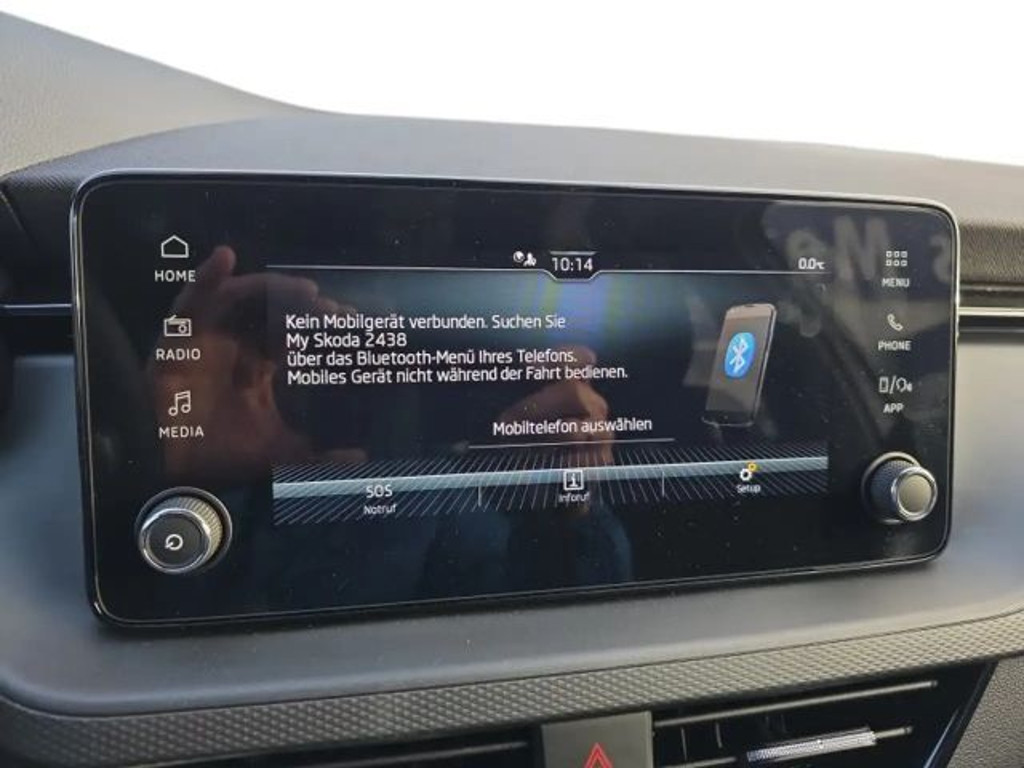 HOME
RADIO
MEDIA
10:14
0.0°C
Kein Mobilgerät verbunden. Suchen Sie
My Skoda 2438
über das Bluetooth-Menü Ihres Telefons.
Mobiles Gerät nicht während der Fahrt bedienen.
Mobiltelefon auswählen
SOS
Notruf
i
Inforuf
Setup
MENU
PHONE
APP